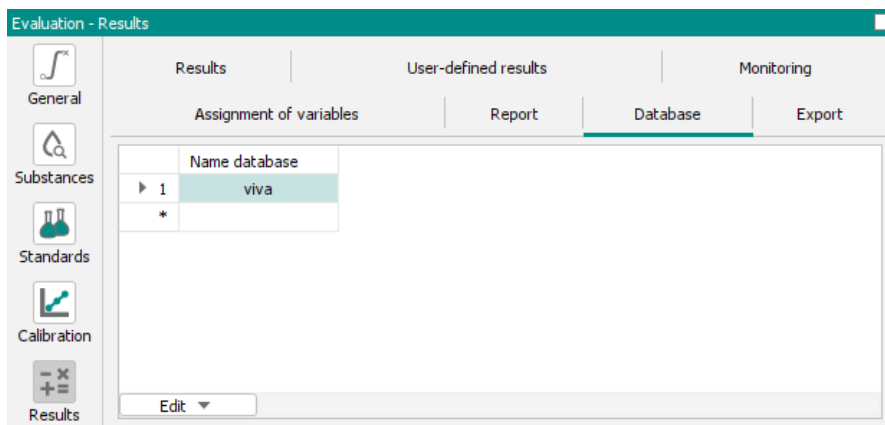 Evaluation - Results
General
Substances
Standards
Calibration
Results
Results User-defined results Monitoring
Assignment of variables Report Database Export
Name database
1 viva
*
Edit